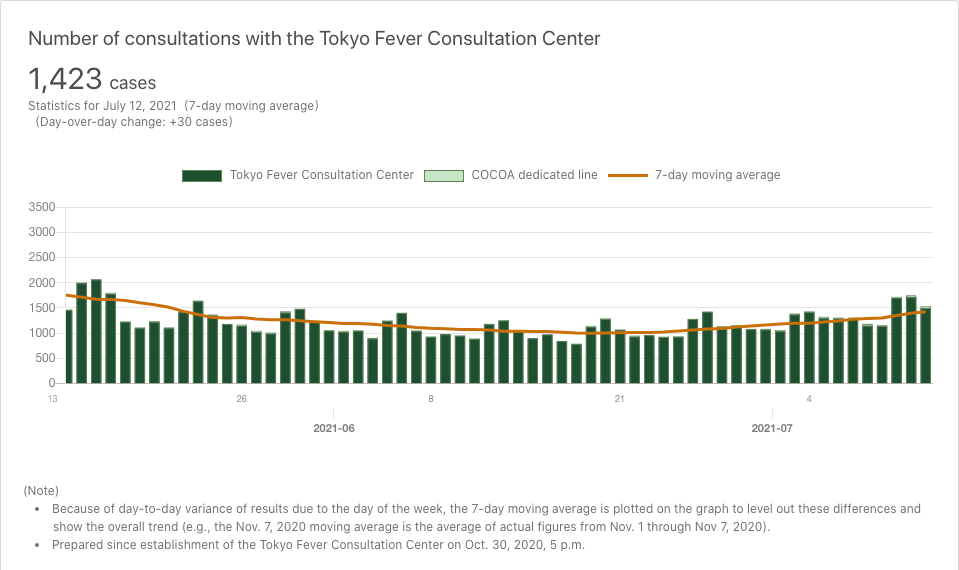 Number of consultations with the Tokyo Fever Consultation Center
1,423 cases
Statistics for July 12, 2021 (7-day moving average)
(Day-over-day change: +30 cases)
Tokyo Fever Consultation Center COCOA dedicated line 7-day moving average
3500
3000
2500
2000
1500
1000
500
0
13 26 8 21 4
2021-06 2021-07
(Note)
• Because of day-to-day variance of results due to the day of the week, the 7-day moving average is plotted on the graph to level out these differences and
show the overall trend (e.g., the Nov. 7, 2020 moving average is the average of actual figures from Nov. 1 through Nov 7, 2020).
• Prepared since establishment of the Tokyo Fever Consultation Center on Oct. 30, 2020, 5 p.m.